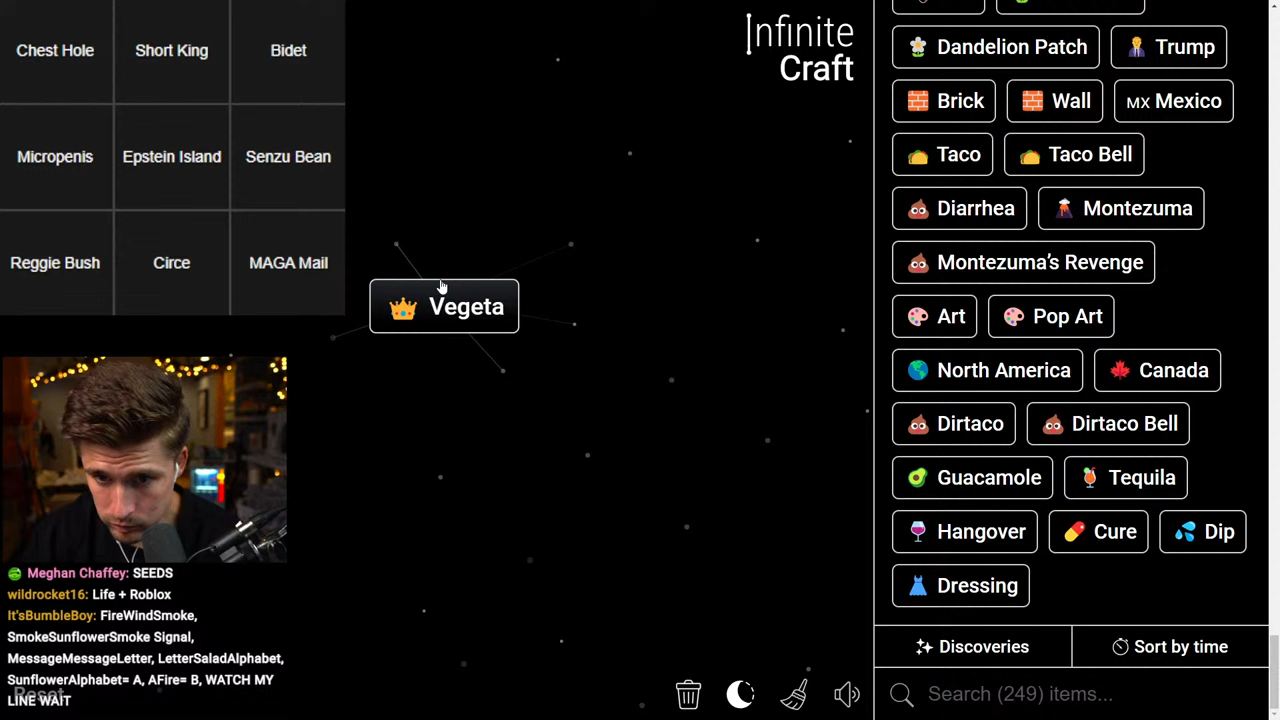 Chest Hole Short King Bidet
Micropenis Epstein Island Senzu Bean
Reggie Bush Circe MAGA Mail
Infinite
Craft
Vegeta
Dandelion Patch Trump
Brick Wall MX Mexico
Taco Taco Bell
Diarrhea Montezuma
Montezuma’s Revenge
Art Pop Art
North America Canada
Dirtaco Dirtaco Bell
Guacamole Tequila
Hangover Cure Dip
Dressing
Discoveries Sort by time
Search (249) items...
Meghan Chaffey: SEEDS
wildrocket16: Life + Roblox
It'sBumbleBoy: FireWindSmoke,
SmokeSunflowerSmoke Signal,
MessageMessageLetter, LetterSaladAlphabet,
SunflowerAlphabet= A, AFire= B, WATCH MY
LINE WAIT
Reset